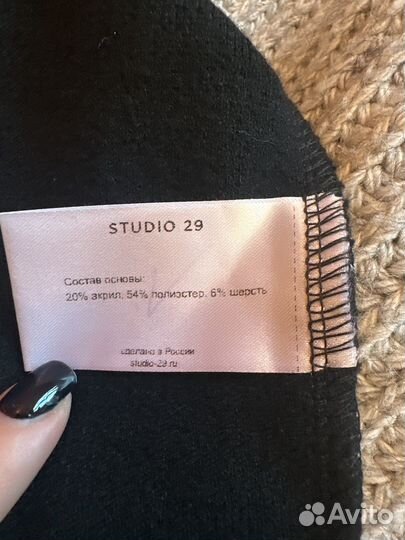 STUDIO 29
Состав основы:
20% акрил, 54% полиэстер, 6% шерсть
сделано в России
studio-29.ru
Avito